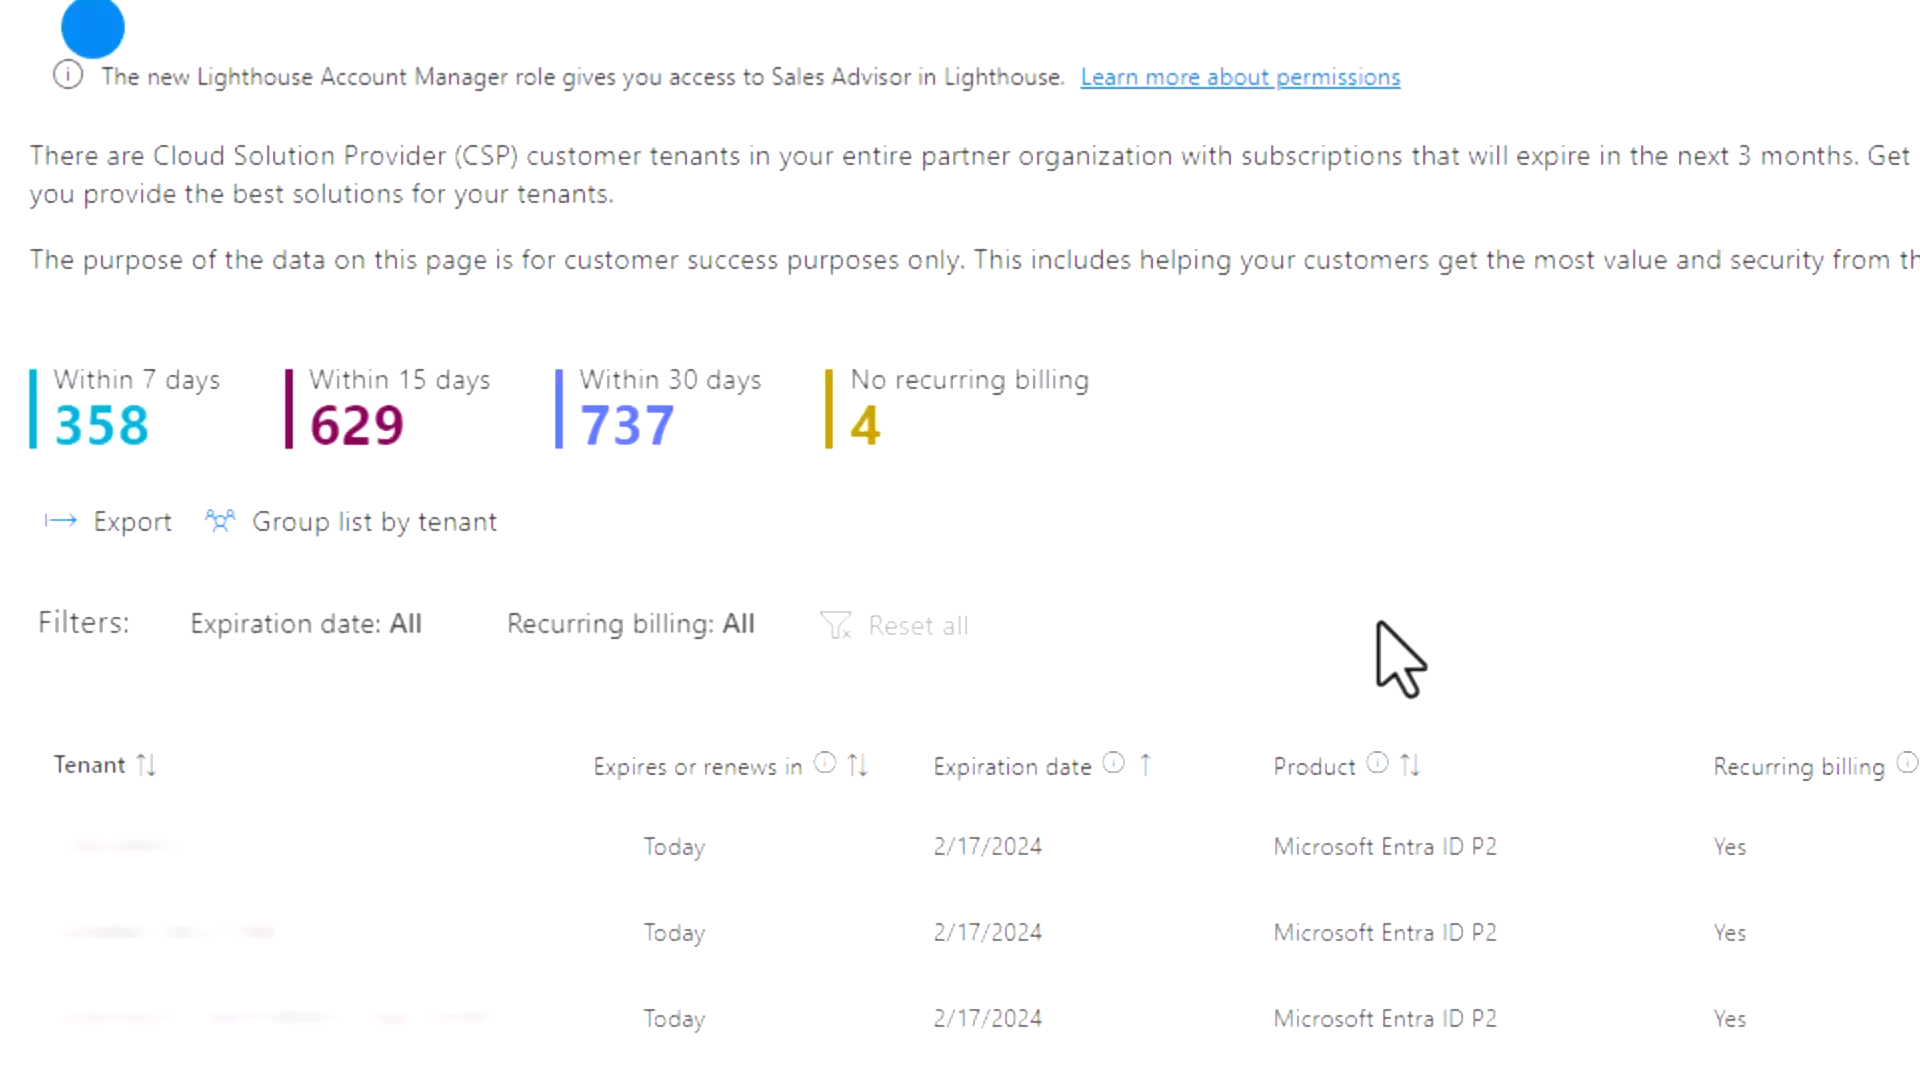 The new Lighthouse Account Manager role gives you access to Sales Advisor in Lighthouse. Learn more about permissions
There are Cloud Solution Provider (CSP) customer tenants in your entire partner organization with subscriptions that will expire in the next 3 months. Get
you provide the best solutions for your tenants.
The purpose of the data on this page is for customer success purposes only. This includes helping your customers get the most value and security from th
Within 7 days Within 15 days Within 30 days No recurring billing
358 629 737 4
Export Group list by tenant
Filters: Expiration date: All Recurring billing: All Reset all
Tenant Expires or renews in Expiration date Product Recurring billing
Today 2/17/2024 Microsoft Entra ID P2 Yes
Today 2/17/2024 Microsoft Entra ID P2 Yes
Today 2/17/2024 Microsoft Entra ID P2 Yes